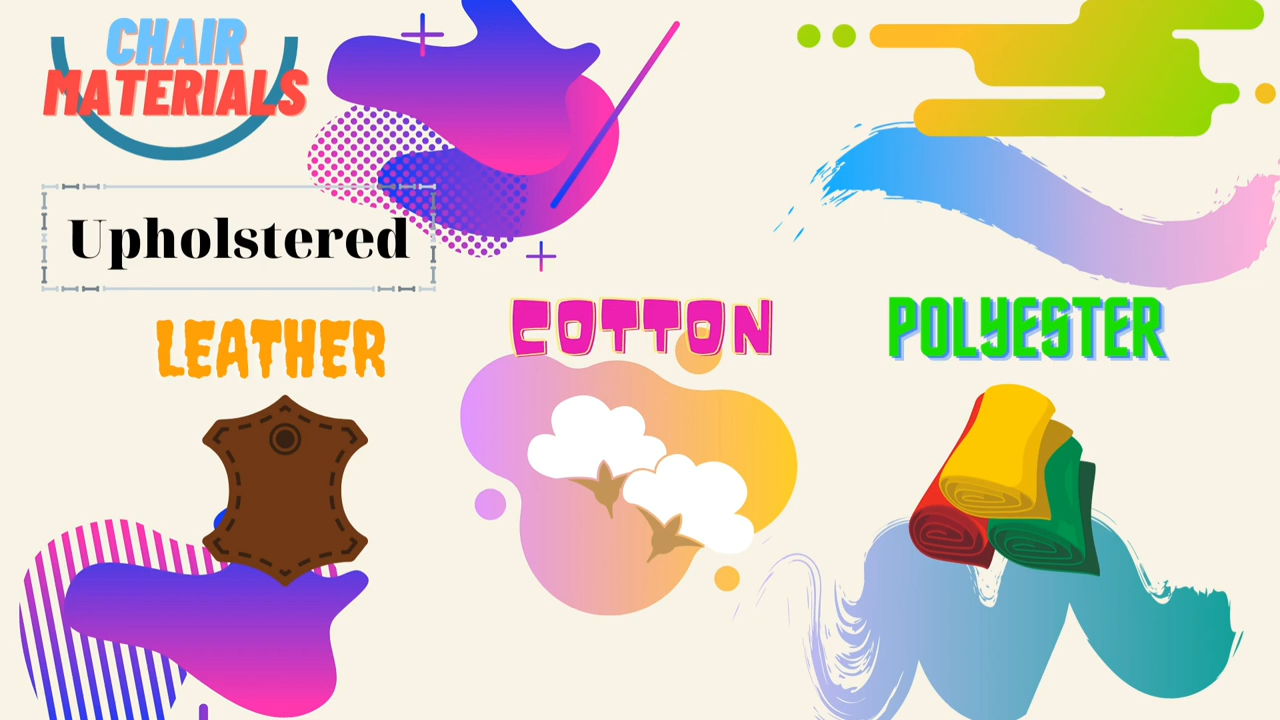 CHAIR
MATERIALS
Upholstered
LEATHER
COTTON
POLYESTER